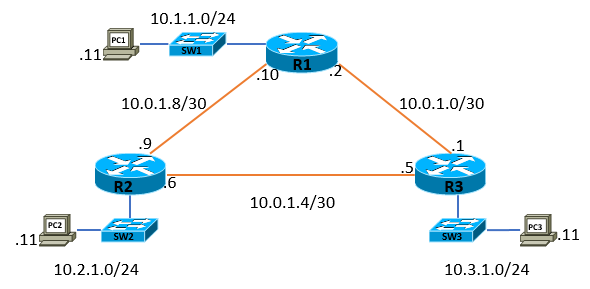 10.1.1.0/24
PC1
.11
SW1
R1
.10
.2
10.0.1.8/30
10.0.1.0/30
.9
.1
R2
.6
.5
R3
10.0.1.4/30
PC2
.11
SW2
SW3
PC3
.11
10.2.1.0/24
10.3.1.0/24